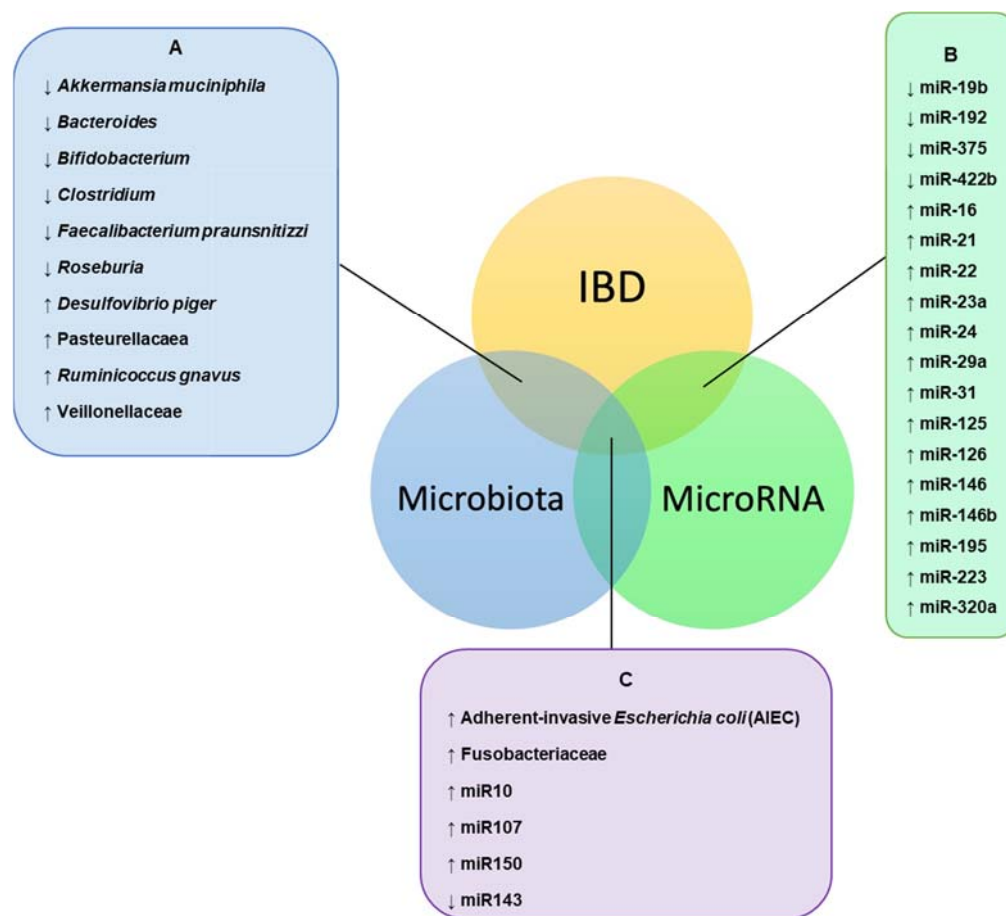 A
↓ Akkermansia muciniphila
↓ Bacteroides
↓ Bifidobacterium
↓ Clostridium
↓ Faecalibacterium praunsnitizzi
↓ Roseburia
↑ Desulfovibrio piger
↑ Pasteurellacaea
↑ Ruminicoccus gnavus
↑ Veillonellaceae
B
↓ miR-19b
↓ miR-192
↓ miR-375
↓ miR-422b
↑ miR-16
↑ miR-21
↑ miR-22
↑ miR-23a
↑ miR-24
↑ miR-29a
↑ miR-31
↑ miR-125
↑ miR-126
↑ miR-146
↑ miR-146b
↑ miR-195
↑ miR-223
↑ miR-320a
IBD
Microbiota
MicroRNA
C
↑ Adherent-invasive Escherichia coli (AIEC)
↑ Fusobacteriaceae
↑ miR10
↑ miR107
↑ miR150
↓ miR143